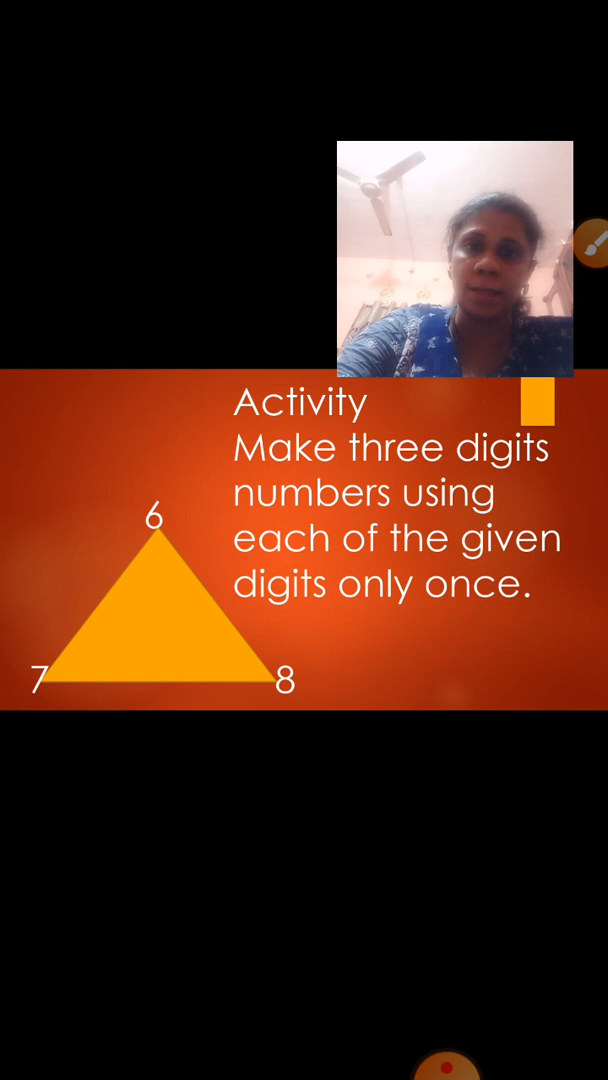 Activity
Make three digits
numbers using
each of the given
digits only once.
6
7
8